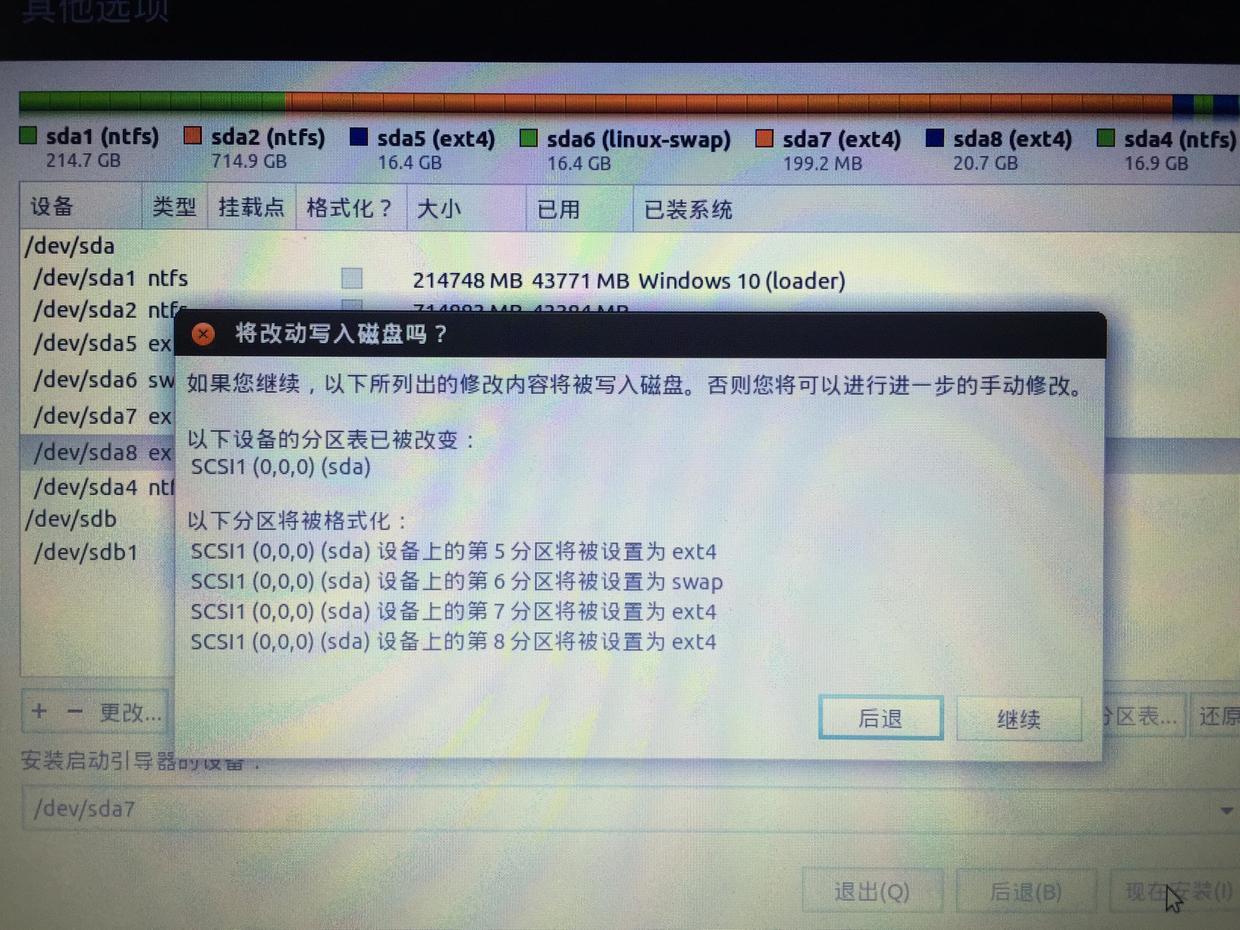 其他选项
sda1 (ntfs) sda2 (ntfs) sda5 (ext4) sda6 (linux-swap) sda7 (ext4) sda8 (ext4) sda4 (ntfs)
214.7 GB 714.9 GB 16.4 GB 16.4 GB 199.2 MB 20.7 GB 16.9 GB
设备 类型 挂载点 格式化？ 大小 已用 已装系统
/dev/sda
/dev/sda1 ntfs 214748 MB 43771 MB Windows 10 (loader)
/dev/sda2 ntfs
/dev/sda5 ex
/dev/sda6 sw
/dev/sda7 ex
/dev/sda8 ex
/dev/sda4 ntf
/dev/sdb
/dev/sdb1
将改动写入磁盘吗？
如果您继续，以下所列出的修改内容将被写入磁盘。否则您将可以进行进一步的手动修改。
以下设备的分区表已被改变：
SCSI1 (0,0,0) (sda)
以下分区将被格式化：
SCSI1 (0,0,0) (sda) 设备上的第 5 分区将被设置为 ext4
SCSI1 (0,0,0) (sda) 设备上的第 6 分区将被设置为 swap
SCSI1 (0,0,0) (sda) 设备上的第 7 分区将被设置为 ext4
SCSI1 (0,0,0) (sda) 设备上的第 8 分区将被设置为 ext4
后退 继续
+ − 更改... 分区表... 还原
安装启动引导器的设备：
/dev/sda7
退出(Q) 后退(B) 现在安装(I)